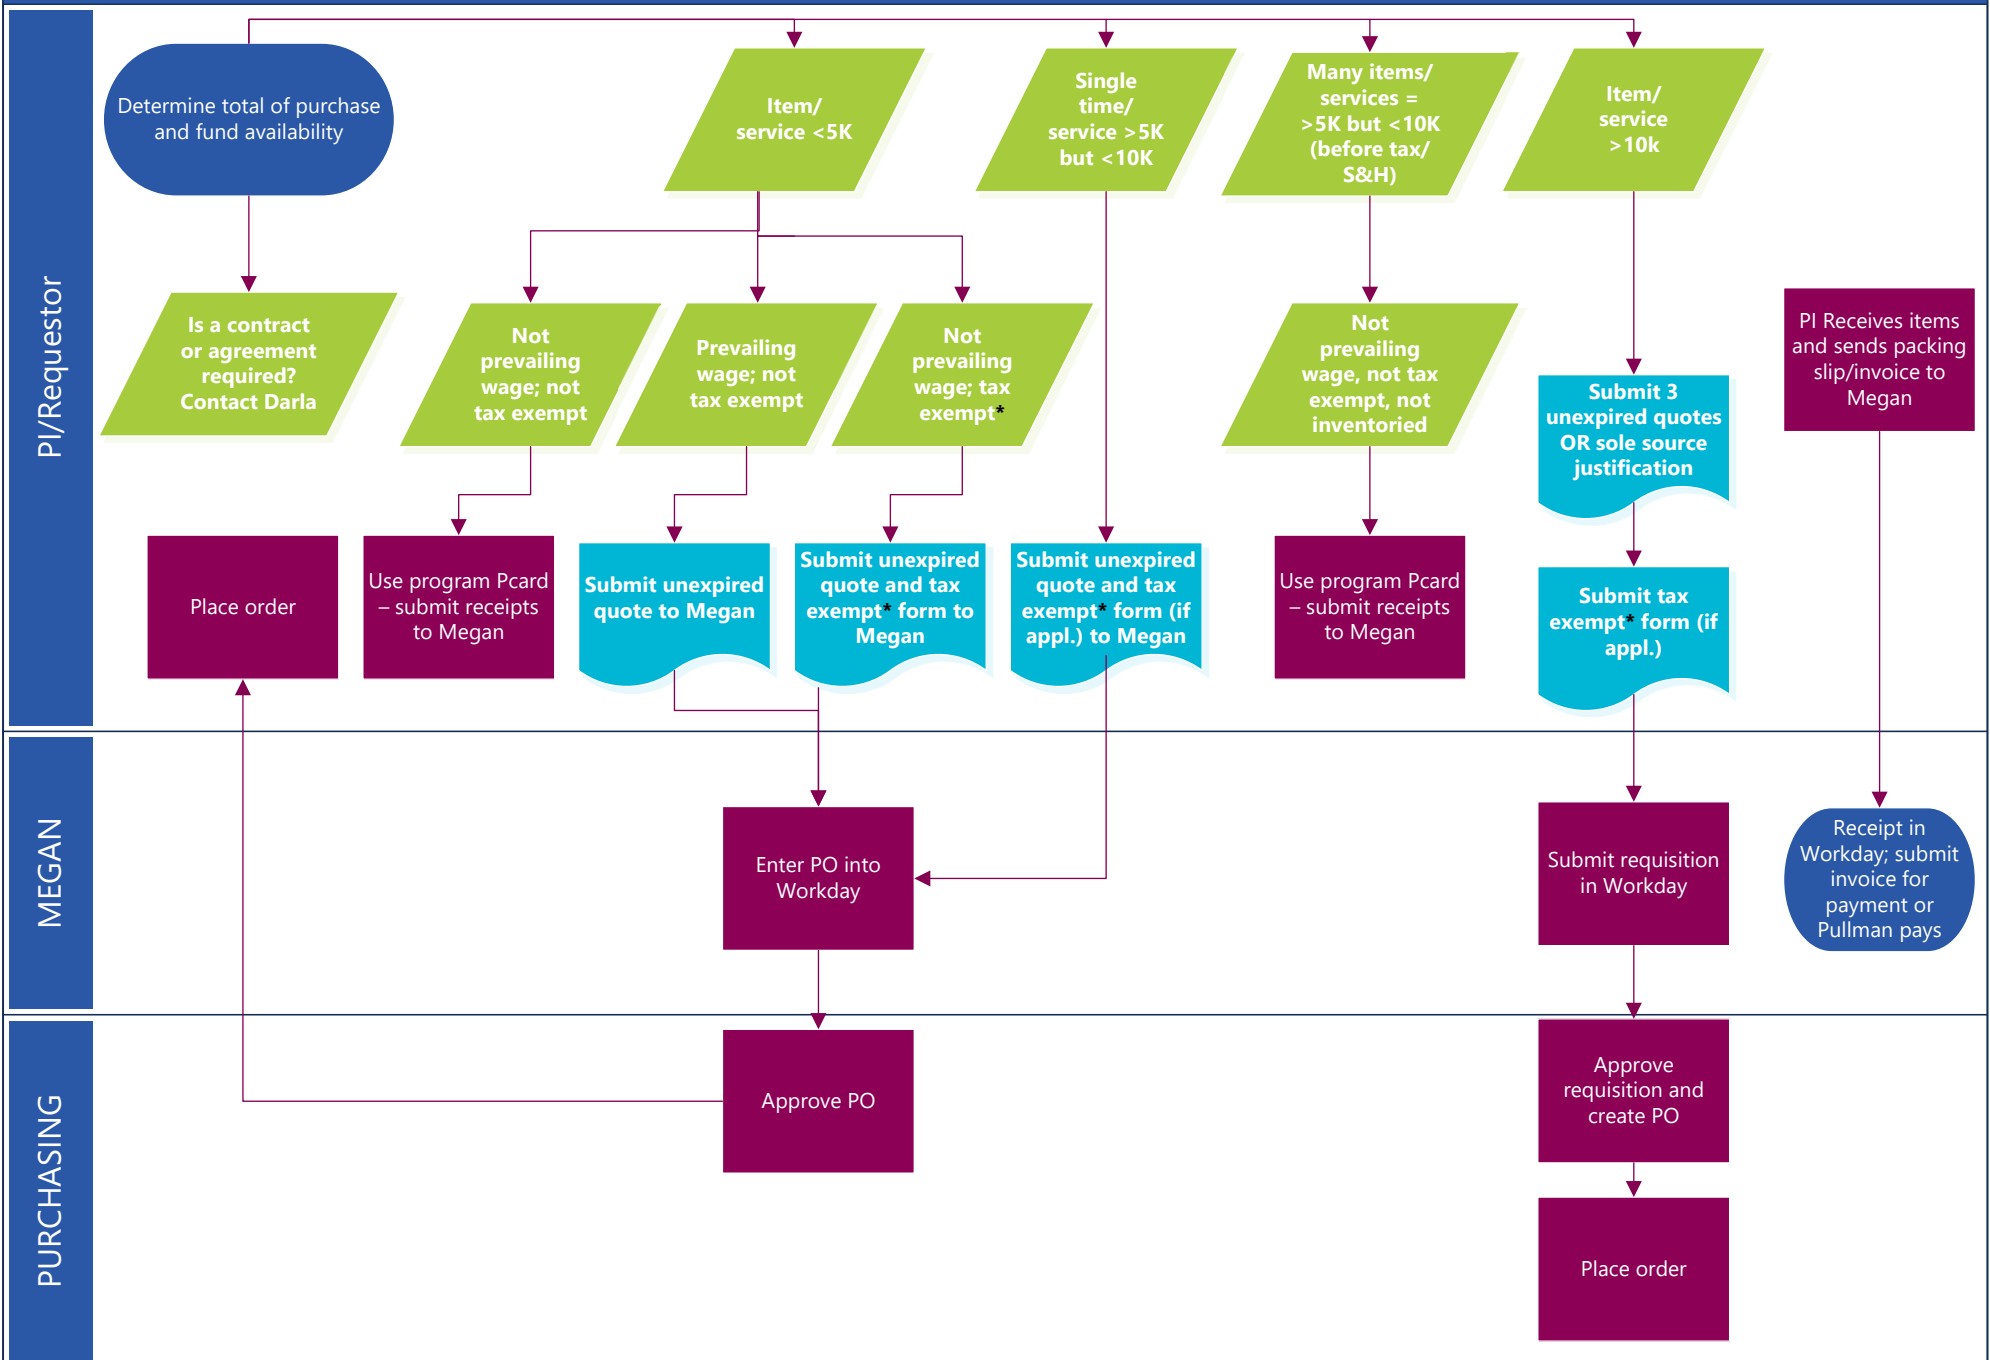 PI/Requestor
Determine total of purchase
and fund availability
Item/
service <5K
Single
time/
service >5K
but <10K
Many items/
services =
>5K but <10K
(before tax/
S&H)
Item/
service
>10k
Is a contract
or agreement
required?
Contact Darla
Not
prevailing
wage; not
tax exempt
Prevailing
wage; not
tax exempt
Not
prevailing
wage; tax
exempt*
Not
prevailing
wage, not tax
exempt, not
inventoried
Submit 3
unexpired quotes
OR sole source
justification
PI Receives items
and sends packing
slip/invoice to
Megan
Place order
Use program Pcard
– submit receipts
to Megan
Submit unexpired
quote to Megan
Submit unexpired
quote and tax
exempt* form to
Megan
Submit unexpired
quote and tax
exempt* form (if
appl.) to Megan
Use program Pcard
– submit receipts
to Megan
Submit tax
exempt* form (if
appl.)
MEGAN
Enter PO into
Workday
Submit requisition
in Workday
Receipt in
Workday; submit
invoice for
payment or
Pullman pays
PURCHASING
Approve PO
Approve
requisition and
create PO
Place order